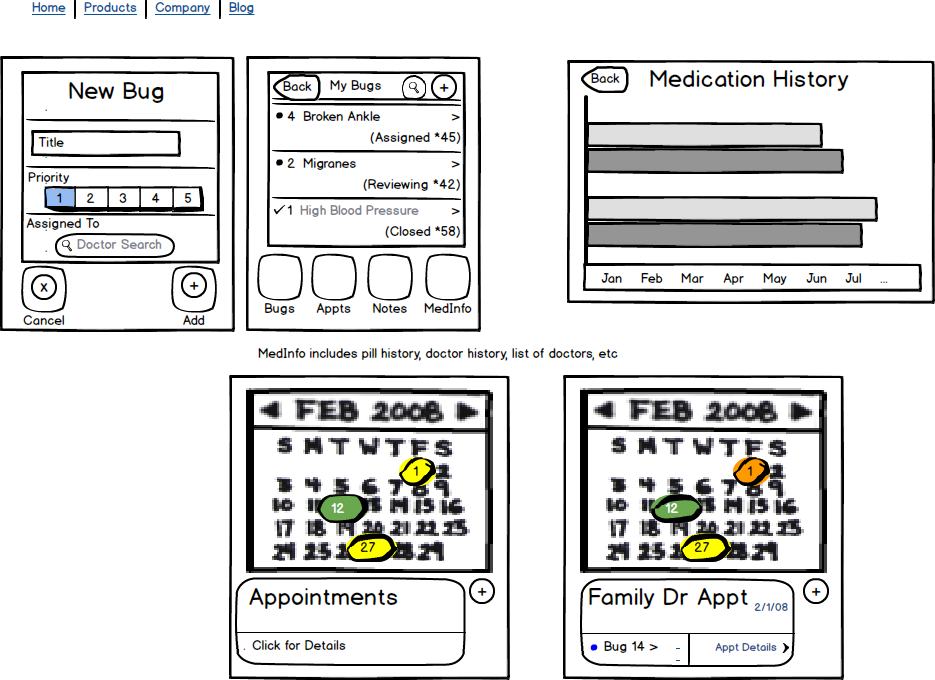 Home Products Company Blog
New Bug
Title
Priority
1 2 3 4 5
Assigned To
Doctor Search
x +
Cancel Add
Back My Bugs +
4 Broken Ankle >
(Assigned *45)
2 Migranes >
(Reviewing *42)
1 High Blood Pressure >
(Closed *58)
Bugs Appts Notes MedInfo
Back Medication History
Jan Feb Mar Apr May Jun Jul ...
MedInfo includes pill history, doctor history, list of doctors, etc
FEB 2008
S M T W T F S
1 2
3 4 5 6 7 8 9
10 11 12 13 14 15 16
17 18 19 20 21 22 23
24 25 26 27 28 29
Appointments +
Click for Details
FEB 2008
S M T W T F S
1 2
3 4 5 6 7 8 9
10 11 12 13 14 15 16
17 18 19 20 21 22 23
24 25 26 27 28 29
Family Dr Appt 2/1/08 +
Bug 14 > - - Appt Details